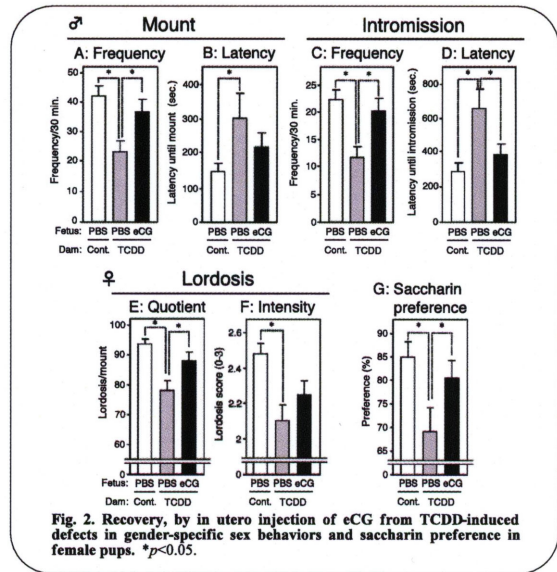 ♂ Mount Intromission
A: Frequency B: Latency C: Frequency D: Latency
Frequency/30 min.
50
40
30
20
10
0
Latency until mount (sec.)
400
300
200
100
0
Frequency/30 min.
25
20
15
10
5
0
Latency until intromission (sec)
800
600
400
200
0
Fetus: PBS PBS eCG PBS PBS eCG PBS PBS eCG PBS PBS eCG
Dam: Cont. TCDD Cont. TCDD Cont. TCDD Cont. TCDD
* * * * * * *
♀ Lordosis
E: Quotient F: Intensity G: Saccharin
preference
Lordosis/mount
100
90
80
70
60
0
Lordosis score (0-3)
2.6
2.4
2.2
2
0
Preference (%)
90
85
80
75
70
65
0
* * * * *
Fetus: PBS PBS eCG PBS PBS eCG PBS PBS eCG
Dam: Cont. TCDD Cont. TCDD Cont. TCDD
Fig. 2. Recovery, by in utero injection of eCG from TCDD-induced
defects in gender-specific sex behaviors and saccharin preference in
female pups. *p<0.05.